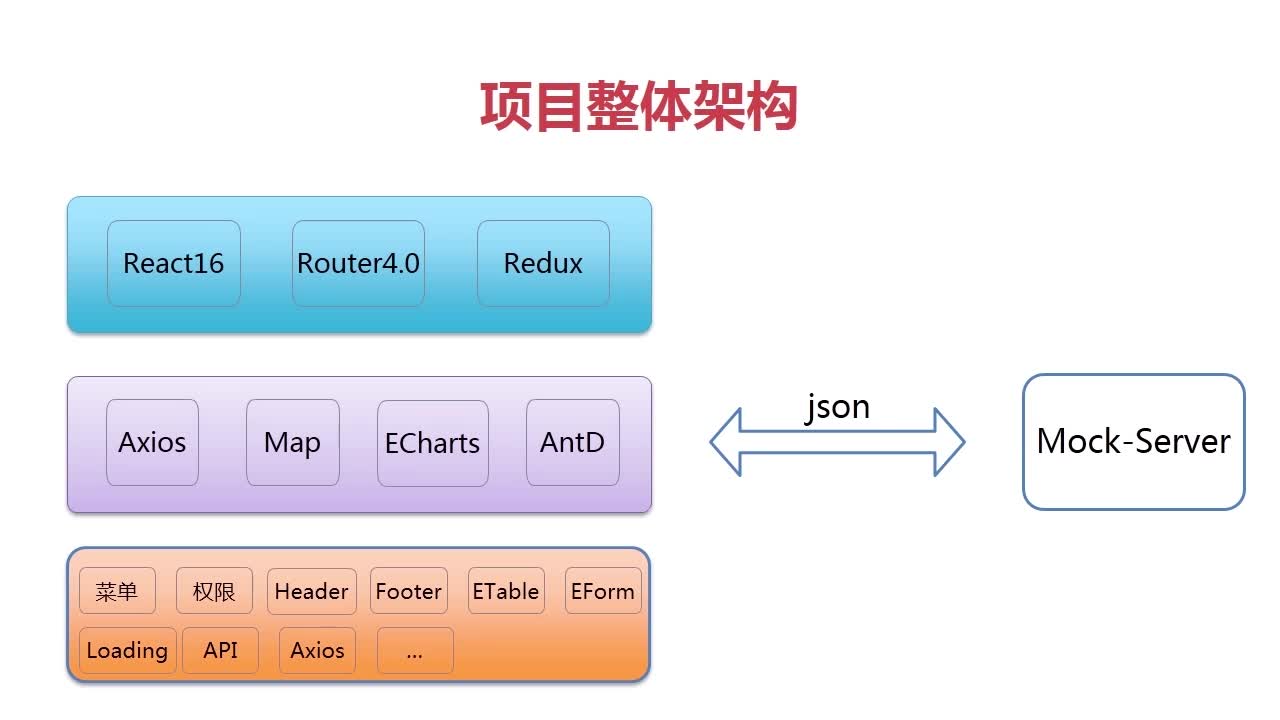 项目整体架构
React16 Router4.0 Redux
Axios Map ECharts AntD
json
Mock-Server
菜单 权限 Header Footer ETable EForm
Loading API Axios ...